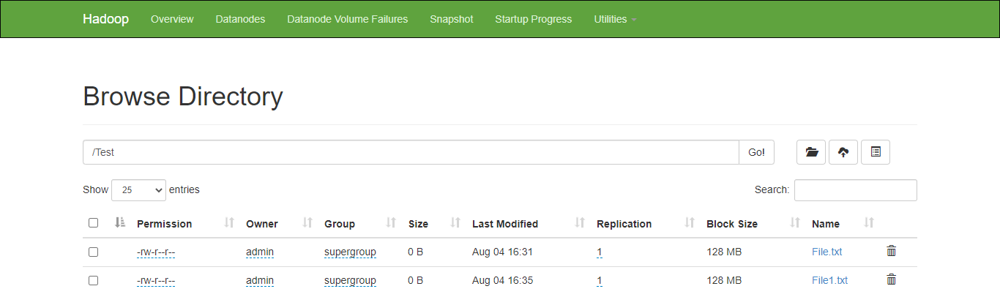 Hadoop Overview Datanodes Datanode Volume Failures Snapshot Startup Progress Utilities
Browse Directory
/Test Go!
Show 25 entries Search:
Permission Owner Group Size Last Modified Replication Block Size Name
-rw-r--r-- admin supergroup 0 B Aug 04 16:31 1 128 MB File.txt
-rw-r--r-- admin supergroup 0 B Aug 04 16:35 1 128 MB File1.txt